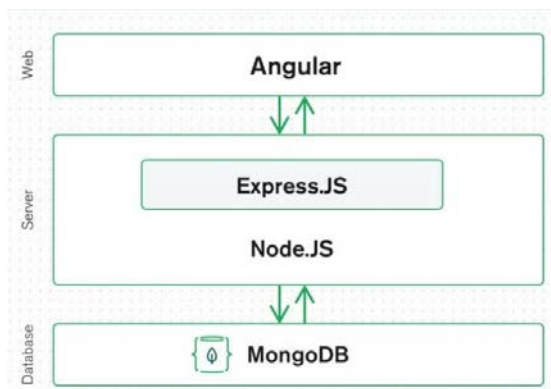 Web
Angular
Server
Express.JS
Node.JS
Database
MongoDB